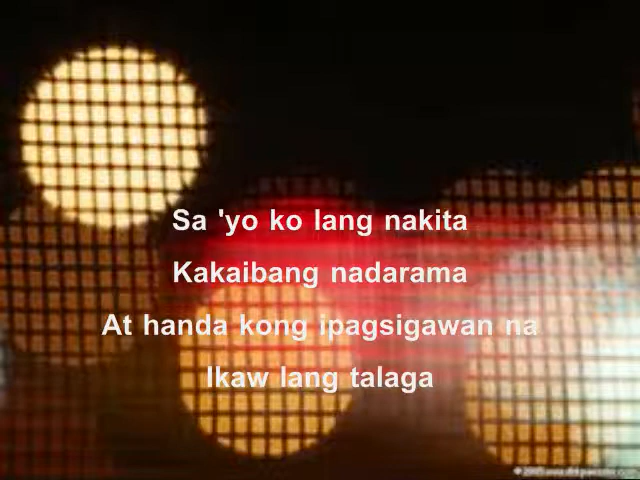 Sa 'yo ko lang nakita
Kakaibang nadarama
At handa kong ipagsigawan na
Ikaw lang talaga